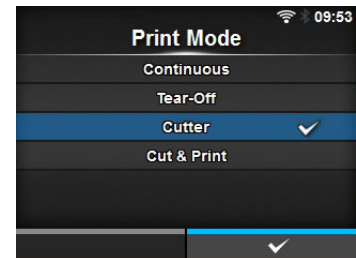 09:53
Print Mode
Continuous
Tear-Off
Cutter
Cut & Print